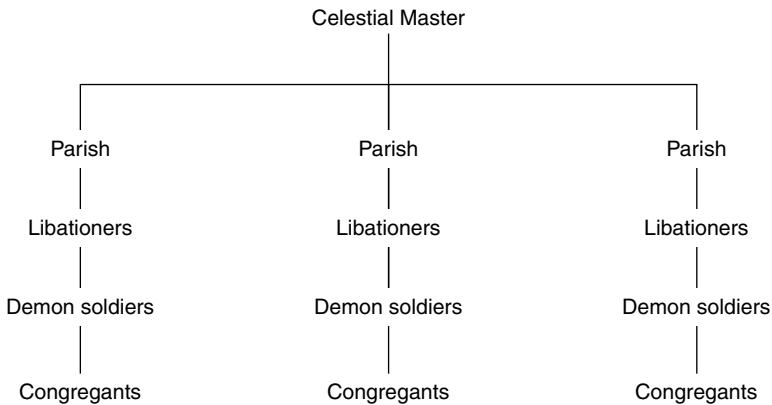 Celestial Master
Parish Parish Parish
Libationers Libationers Libationers
Demon soldiers Demon soldiers Demon soldiers
Congregants Congregants Congregants